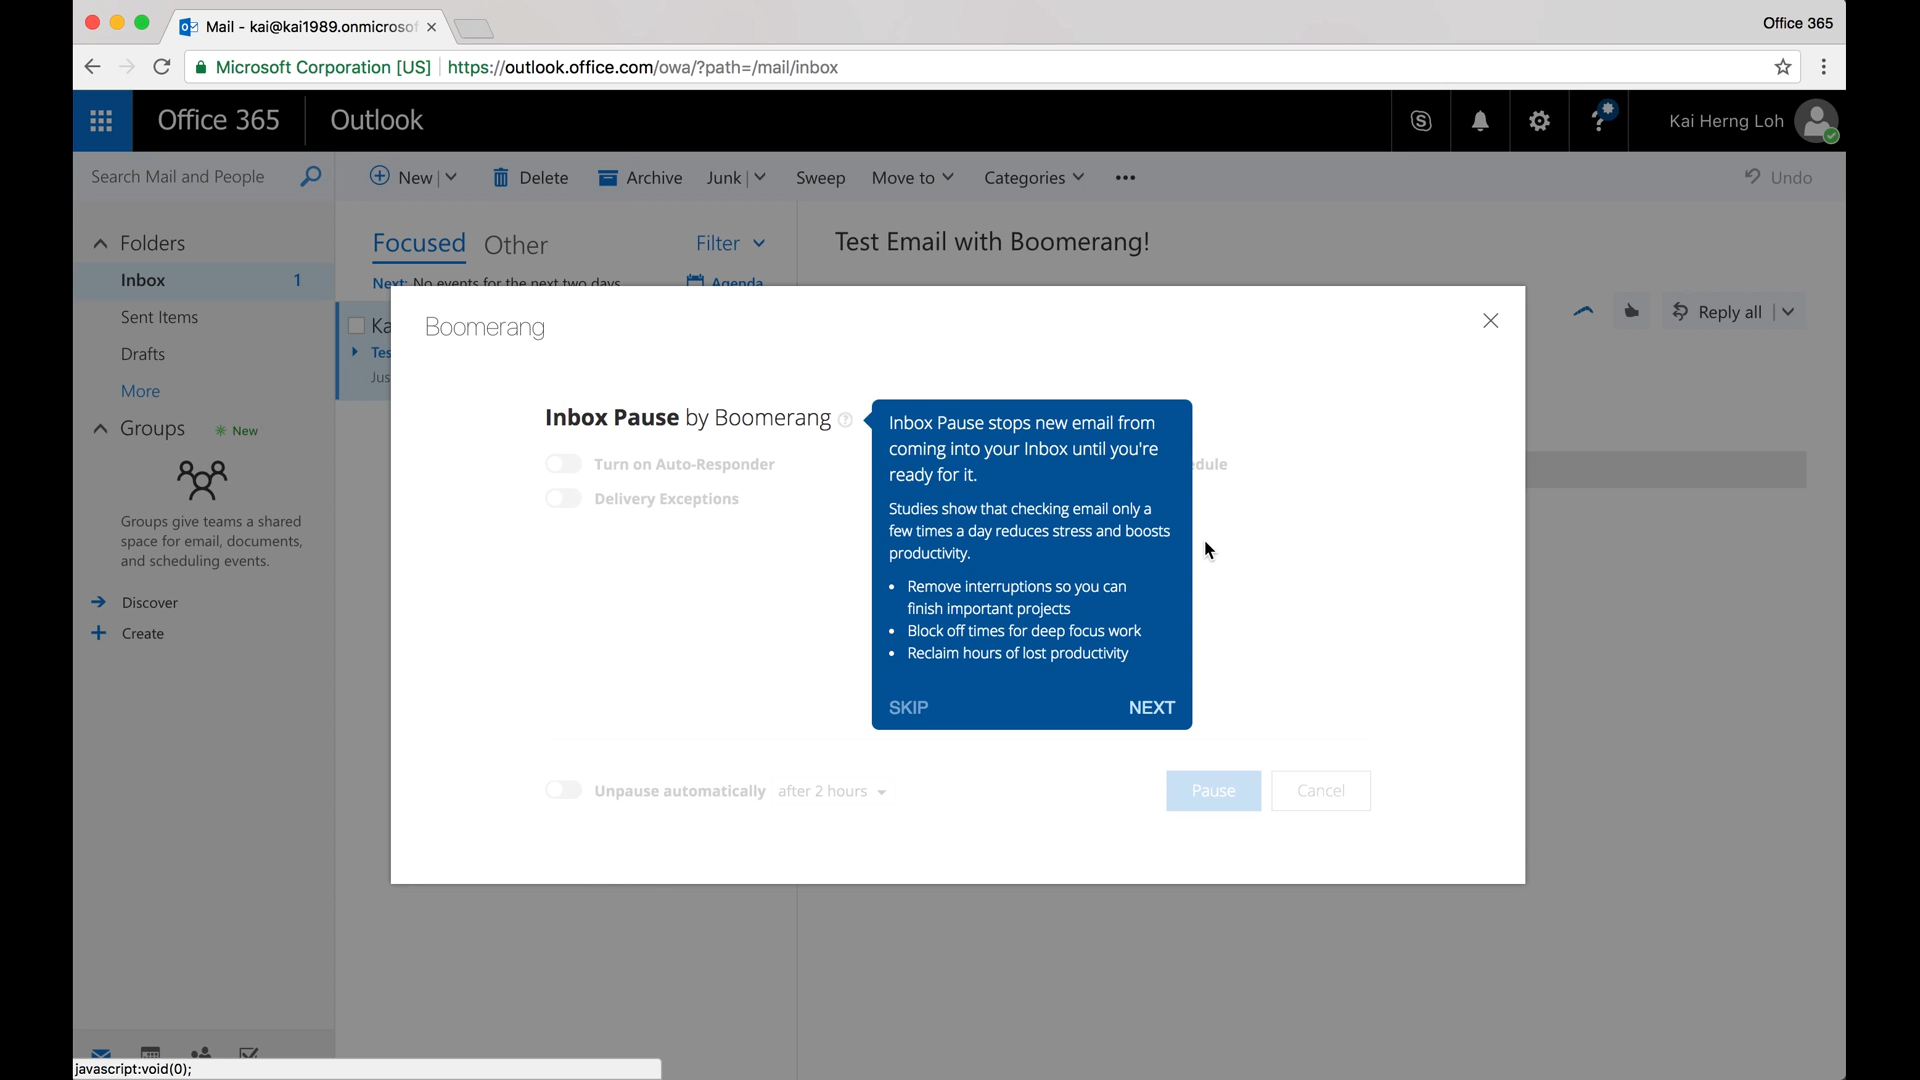 Mail - kai@kai1989.onmicrosof
Office 365
Microsoft Corporation [US] https://outlook.office.com/owa/?path=/mail/inbox
Office 365 Outlook
Kai Herng Loh
Search Mail and People
New Delete Archive Junk Sweep Move to Categories Undo
Folders
Inbox 1
Sent Items
Drafts
More
Groups New
Groups give teams a shared
space for email, documents,
and scheduling events.
Discover
Create
Focused Other Filter
Next: No events for the next two days. Agenda
Ka
Tes
Jus
Test Email with Boomerang!
Reply all
Boomerang
Inbox Pause by Boomerang ?
Turn on Auto-Responder
Delivery Exceptions
edule
Inbox Pause stops new email from
coming into your Inbox until you're
ready for it.
Studies show that checking email only a
few times a day reduces stress and boosts
productivity.
• Remove interruptions so you can
finish important projects
• Block off times for deep focus work
• Reclaim hours of lost productivity
SKIP NEXT
Unpause automatically after 2 hours
Pause Cancel
javascript:void(0);